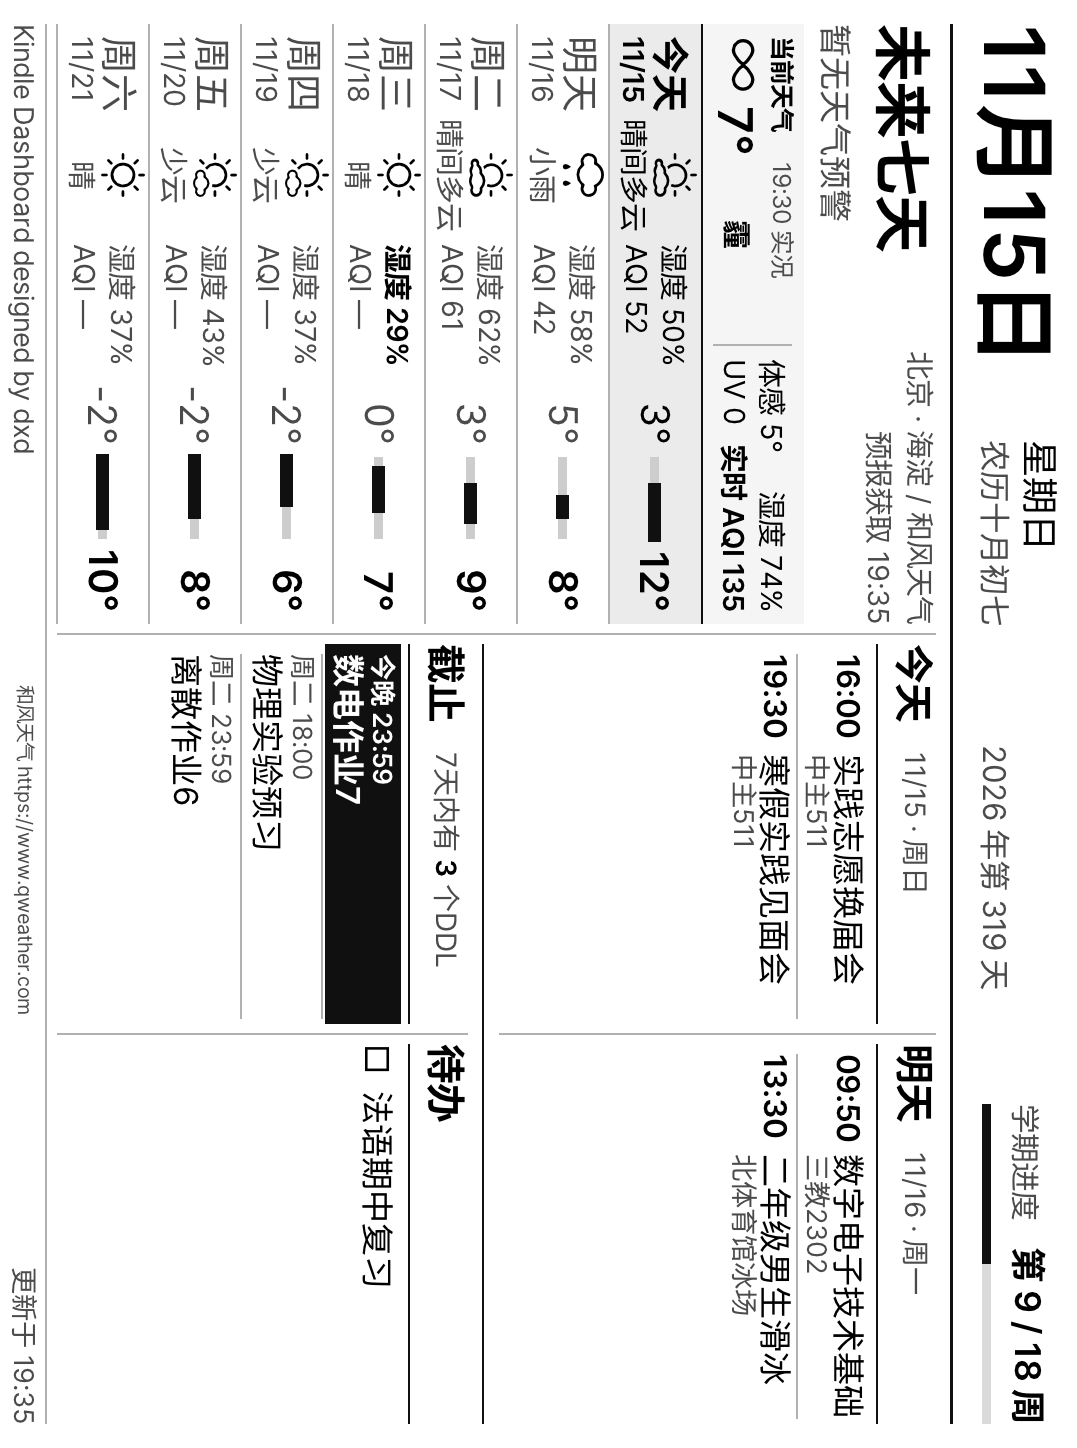 11月15日
星期日
农历十月初七
2026 年第 319 天
学期进度 第 9 / 18 周
未来七天
北京 · 海淀 / 和风天气
暂无天气预警
预报获取 19:35
当前天气 19:30 实况
7° 霾
体感 5° 湿度 74%
UV 0 实时 AQI 135
今天 湿度 50%
11/15 晴间多云 AQI 52
3° 12°
明天 湿度 58%
11/16 小雨 AQI 42
5° 8°
周二 湿度 62%
11/17 晴间多云 AQI 61
3° 9°
周三 湿度 29%
11/18 晴 AQI —
0° 7°
周四 湿度 37%
11/19 少云 AQI —
-2° 6°
周五 湿度 43%
11/20 少云 AQI —
-2° 8°
周六 湿度 37%
11/21 晴 AQI —
-2° 10°
今天 11/15 · 周日
16:00 实践志愿换届会
中主511
19:30 寒假实践见面会
中主511
明天 11/16 · 周一
09:50 数字电子技术基础
三教2302
13:30 二年级男生滑冰
北体育馆冰场
截止 7天内有 3 个DDL
今晚 23:59
数电作业7
周二 18:00
物理实验预习
周二 23:59
离散作业6
待办
法语期中复习
Kindle Dashboard designed by dxd
和风天气 https://www.qweather.com
更新于 19:35